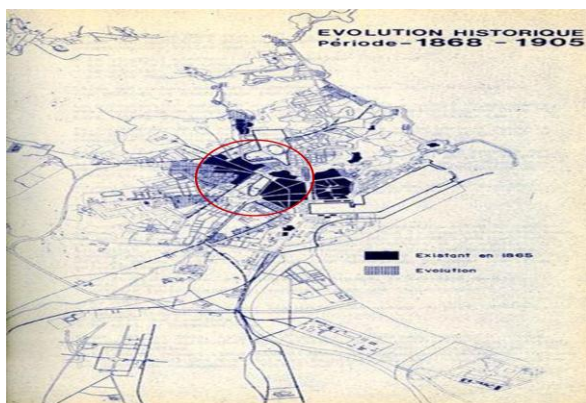 EVOLUTION HISTORIQUE
Période-1868 - 1905
Existant en 1865
Evolution